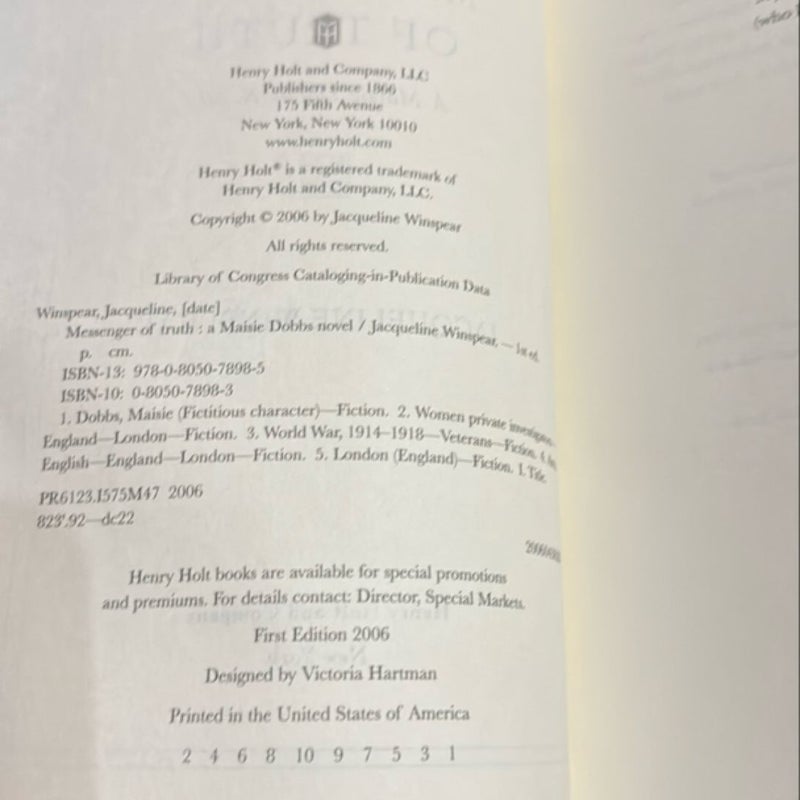 Henry Holt and Company, LLC
Publishers since 1866
175 Fifth Avenue
New York, New York 10010
www.henryholt.com
Henry Holt® is a registered trademark of
Henry Holt and Company, LLC.
Copyright © 2006 by Jacqueline Winspear
All rights reserved.
Library of Congress Cataloging-in-Publication Data
Winspear, Jacqueline, [date]
Messenger of truth : a Maisie Dobbs novel / Jacqueline Winspear. — 1st ed.
p. cm.
ISBN-13: 978-0-8050-7898-5
ISBN-10: 0-8050-7898-3
1. Dobbs, Maisie (Fictitious character)—Fiction. 2. Women private
England—London—Fiction. 3. World War, 1914–1918—Veterans—Fiction. 4.
English—England—London—Fiction. 5. London (England)—Fiction. I. Title.
PR6123.I575M47 2006
823'.92—dc22
Henry Holt books are available for special promotions
and premiums. For details contact: Director, Special Markets.
First Edition 2006
Designed by Victoria Hartman
Printed in the United States of America
2 4 6 8 10 9 7 5 3 1